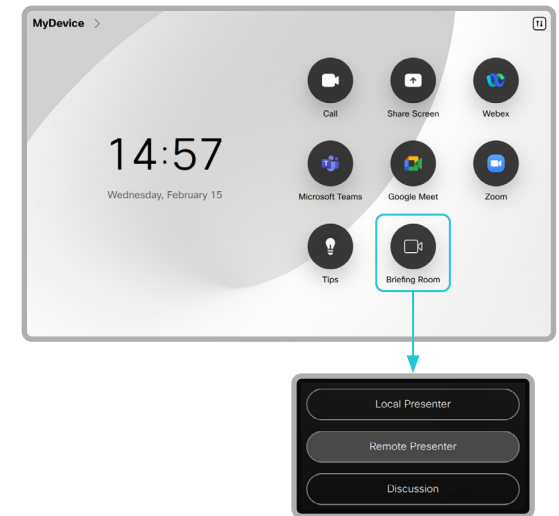 MyDevice
14:57
Wednesday, February 15
Call
Share Screen
Webex
Microsoft Teams
Google Meet
Zoom
Tips
Briefing Room
Local Presenter
Remote Presenter
Discussion